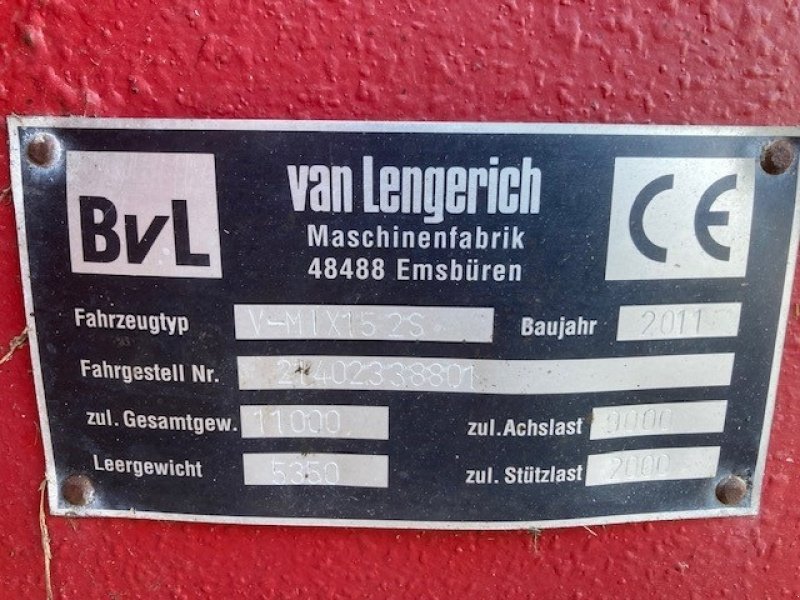 BvL
van Lengerich
Maschinenfabrik
48488 Emsbüren
CE
Fahrzeugtyp V-MIX15 2S Baujahr 2011
Fahrgestell Nr. 21402338801
zul. Gesamtgew. 11000 zul. Achslast 9000
Leergewicht 5350 zul. Stützlast 2000